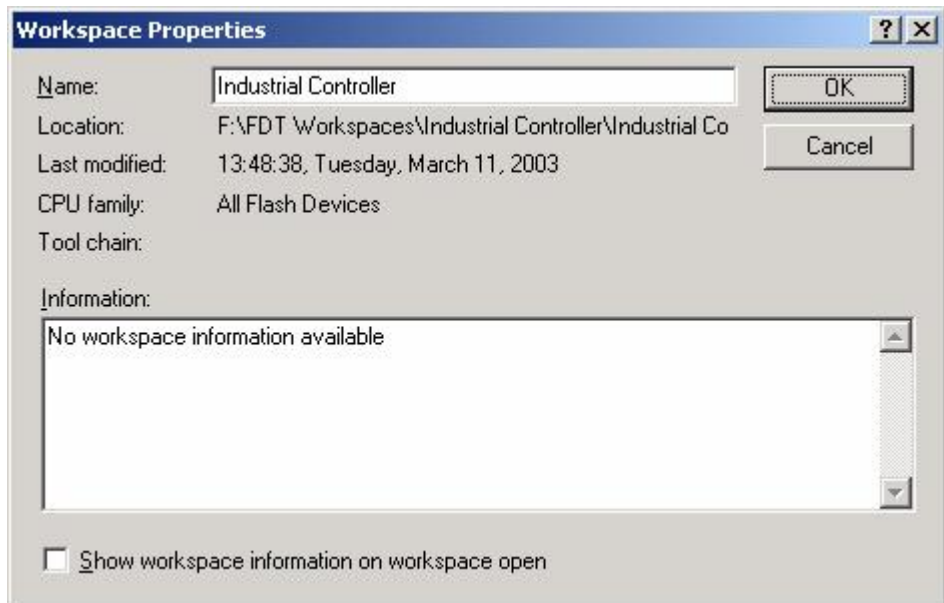 Workspace Properties
Name: Industrial Controller
OK
Location: F:\FDT Workspaces\Industrial Controller\Industrial Co
Last modified: 13:48:38, Tuesday, March 11, 2003
Cancel
CPU family: All Flash Devices
Tool chain:
Information:
No workspace information available
Show workspace information on workspace open